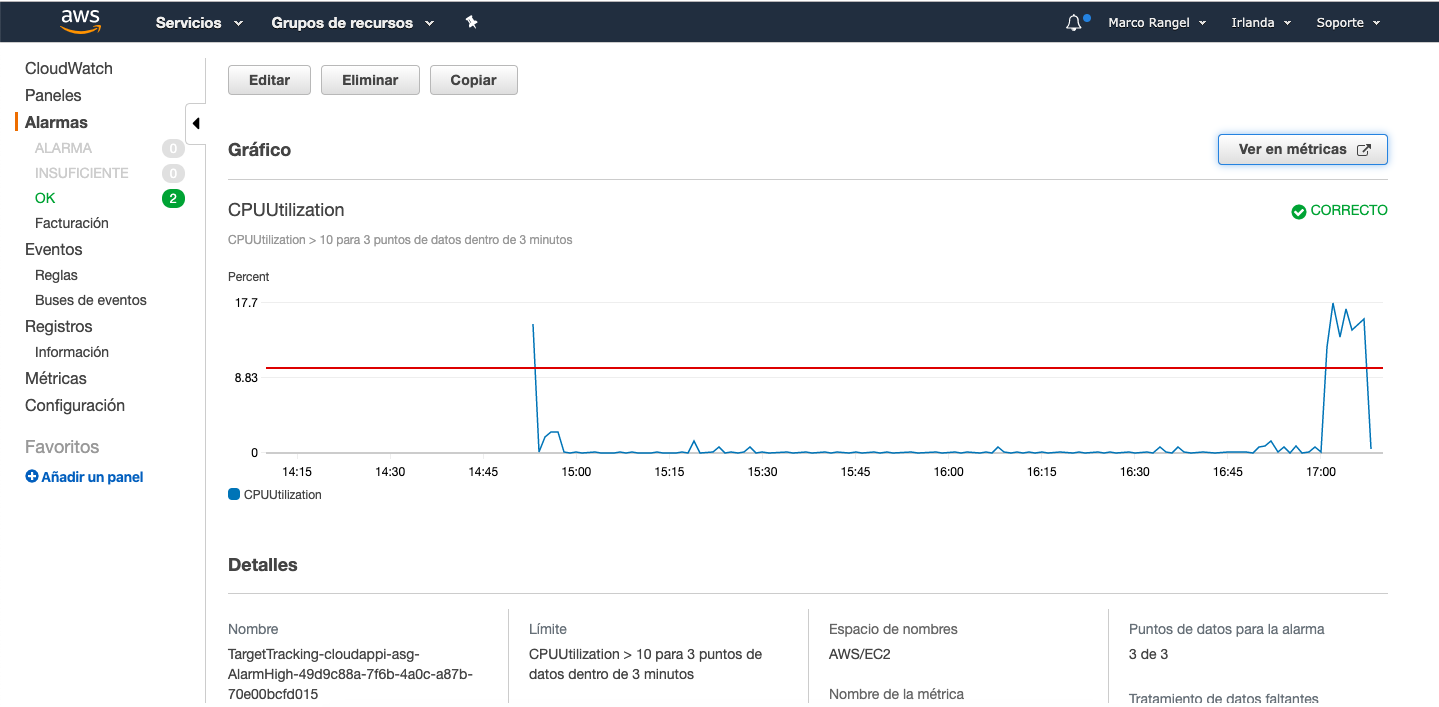 aws Servicios Grupos de recursos Marco Rangel Irlanda Soporte
CloudWatch
Paneles
Alarmas
ALARMA 0
INSUFICIENTE 0
OK 2
Facturación
Eventos
Reglas
Buses de eventos
Registros
Información
Métricas
Configuración
Favoritos
Añadir un panel
Editar Eliminar Copiar
Gráfico Ver en métricas
CPUUtilization CORRECTO
CPUUtilization > 10 para 3 puntos de datos dentro de 3 minutos
Percent
17.7
8.83
0
14:15 14:30 14:45 15:00 15:15 15:30 15:45 16:00 16:15 16:30 16:45 17:00
CPUUtilization
Detalles
Nombre
TargetTracking-cloudappi-asg-
AlarmHigh-49d9c88a-7f6b-4a0c-a87b-
70e00bcfd015
Límite
CPUUtilization > 10 para 3 puntos de
datos dentro de 3 minutos
Espacio de nombres
AWS/EC2
Nombre de la métrica
Puntos de datos para la alarma
3 de 3
Tratamiento de datos faltantes